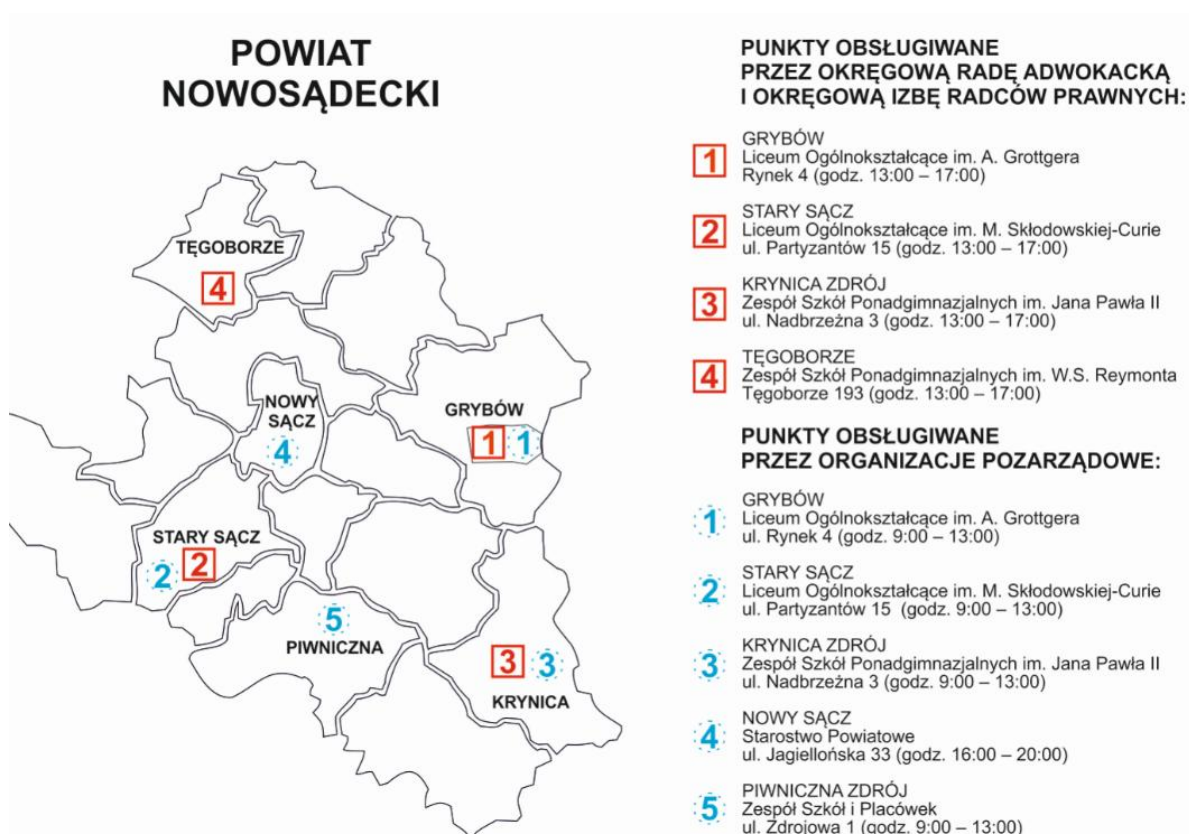 POWIAT
NOWOSĄDECKI
TĘGOBORZE
4
NOWY
SĄCZ
4
GRYBÓW
1 1
STARY SĄCZ
2 2
5
PIWNICZNA
3 3
KRYNICA
PUNKTY OBSŁUGIWANE
PRZEZ OKRĘGOWĄ RADĘ ADWOKACKĄ
I OKRĘGOWĄ IZBĘ RADCÓW PRAWNYCH:
1
GRYBÓW
Liceum Ogólnokształcące im. A. Grottgera
Rynek 4 (godz. 13:00 – 17:00)
2
STARY SĄCZ
Liceum Ogólnokształcące im. M. Skłodowskiej-Curie
ul. Partyzantów 15 (godz. 13:00 – 17:00)
3
KRYNICA ZDRÓJ
Zespół Szkół Ponadgimnazjalnych im. Jana Pawła II
ul. Nadbrzeżna 3 (godz. 13:00 – 17:00)
4
TĘGOBORZE
Zespół Szkół Ponadgimnazjalnych im. W.S. Reymonta
Tęgoborze 193 (godz. 13:00 – 17:00)
PUNKTY OBSŁUGIWANE
PRZEZ ORGANIZACJE POZARZĄDOWE:
1
GRYBÓW
Liceum Ogólnokształcące im. A. Grottgera
ul. Rynek 4 (godz. 9:00 – 13:00)
2
STARY SĄCZ
Liceum Ogólnokształcące im. M. Skłodowskiej-Curie
ul. Partyzantów 15 (godz. 9:00 – 13:00)
3
KRYNICA ZDRÓJ
Zespół Szkół Ponadgimnazjalnych im. Jana Pawła II
ul. Nadbrzeżna 3 (godz. 9:00 – 13:00)
4
NOWY SĄCZ
Starostwo Powiatowe
ul. Jagiellońska 33 (godz. 16:00 – 20:00)
5
PIWNICZNA ZDRÓJ
Zespół Szkół i Placówek
ul. Zdrojowa 1 (godz. 9:00 – 13:00)